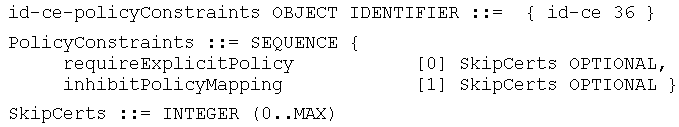 id-ce-policyConstraints OBJECT IDENTIFIER ::=  { id-ce 36 }
PolicyConstraints ::= SEQUENCE {
     requireExplicitPolicy           [0] SkipCerts OPTIONAL,
     inhibitPolicyMapping            [1] SkipCerts OPTIONAL }
SkipCerts ::= INTEGER (0..MAX)